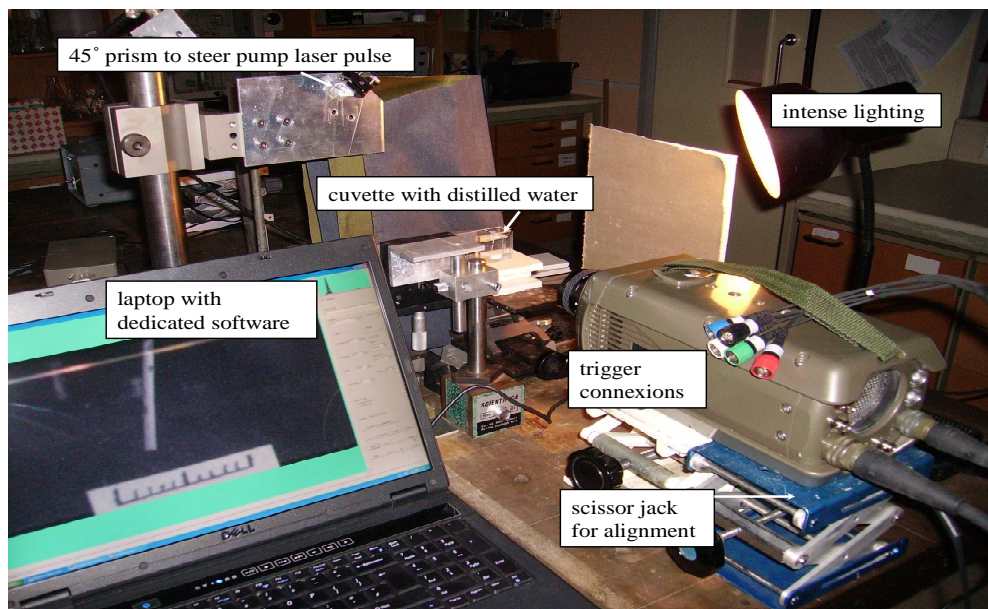 45˚ prism to steer pump laser pulse
intense lighting
cuvette with distilled water
laptop with
dedicated software
trigger
connexions
SCIENTIFICA
scissor jack
for alignment
DELL